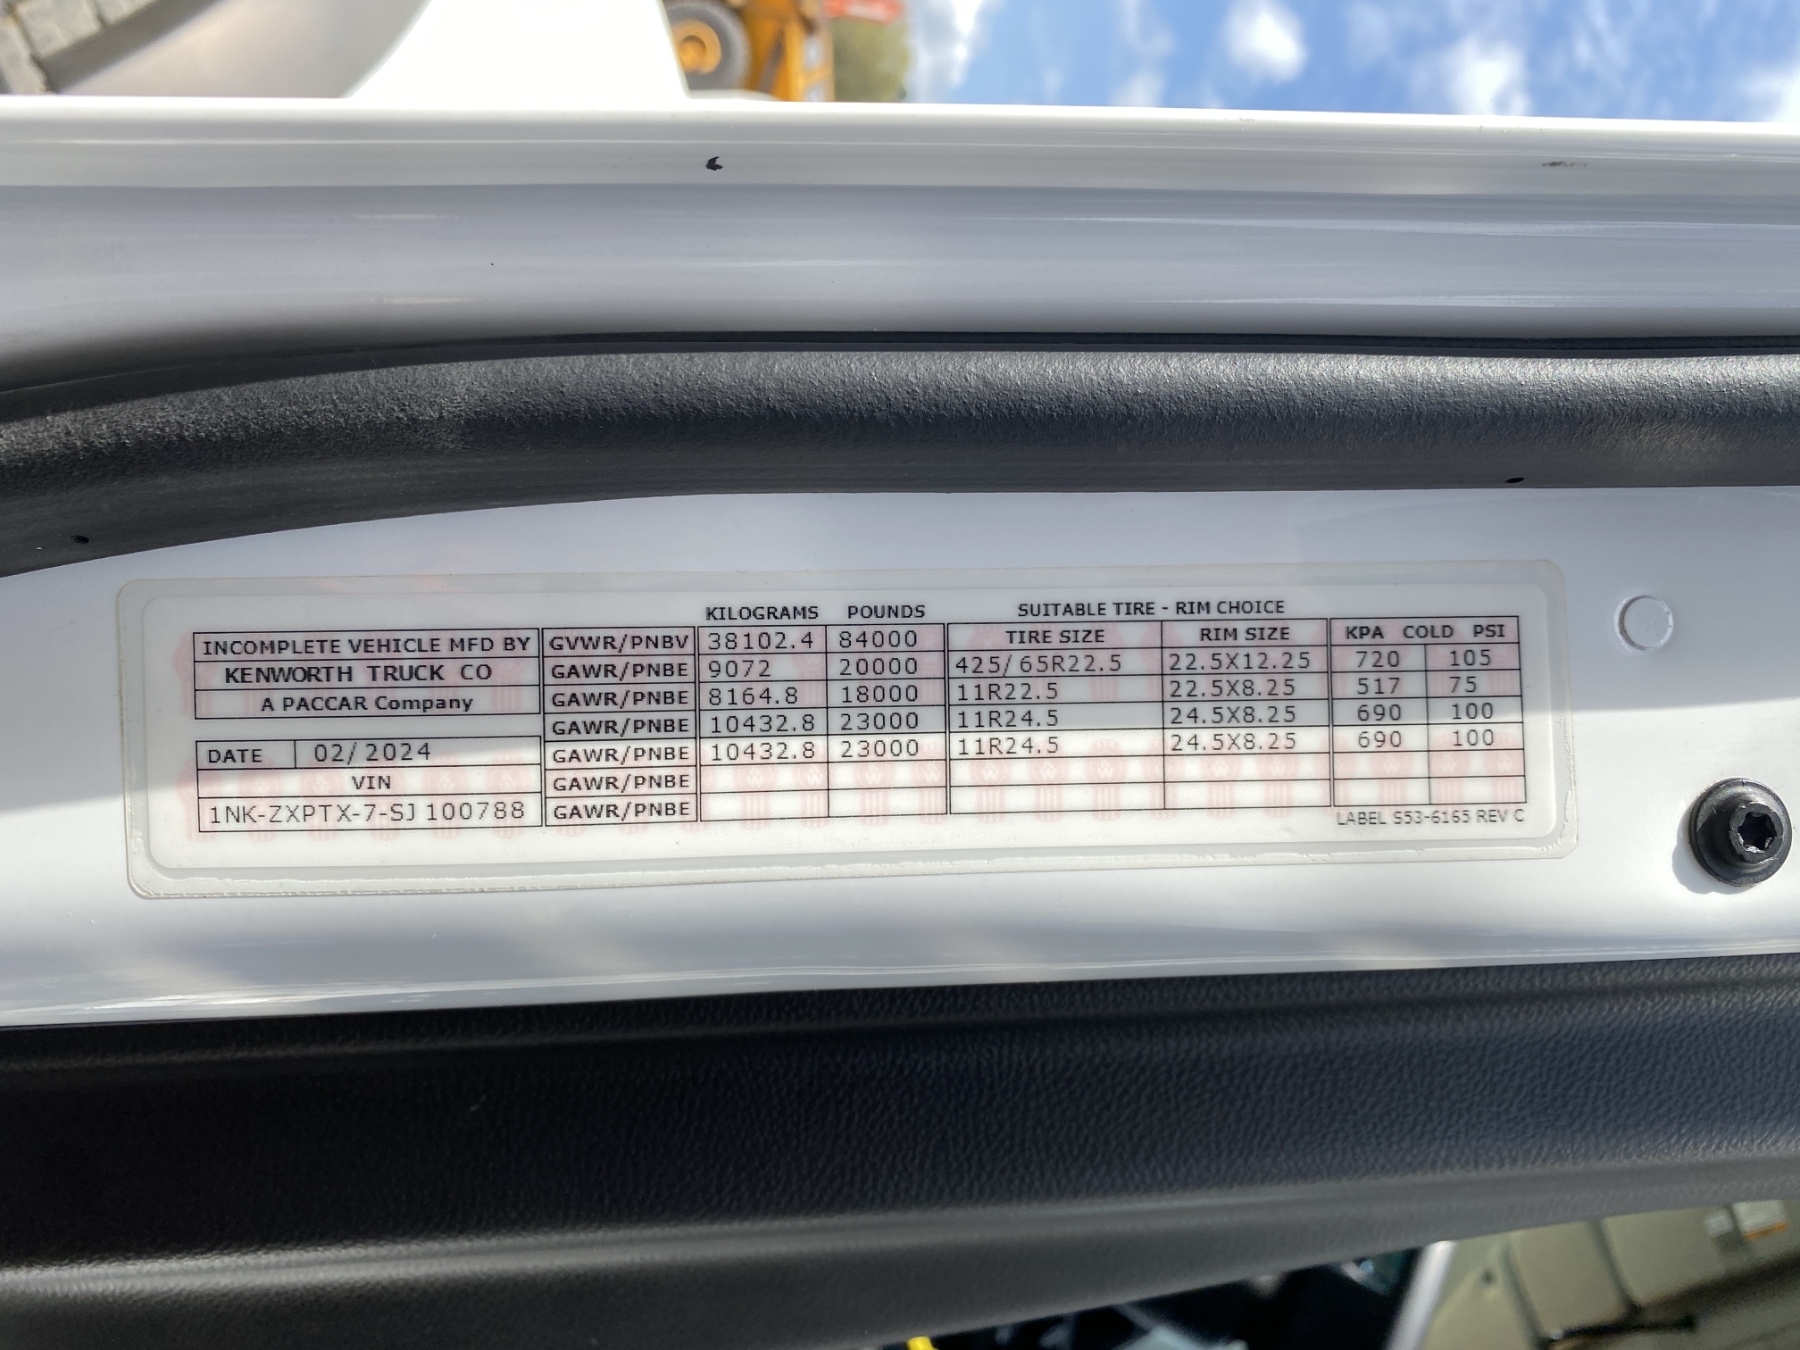 KILOGRAMS POUNDS SUITABLE TIRE - RIM CHOICE
INCOMPLETE VEHICLE MFD BY GVWR/PNBV 38102.4 84000 TIRE SIZE RIM SIZE KPA COLD PSI
KENWORTH TRUCK CO GAWR/PNBE 9072 20000 425/65R22.5 22.5X12.25 720 105
A PACCAR Company GAWR/PNBE 8164.8 18000 11R22.5 22.5X8.25 517 75
GAWR/PNBE 10432.8 23000 11R24.5 24.5X8.25 690 100
DATE 02/2024 GAWR/PNBE 10432.8 23000 11R24.5 24.5X8.25 690 100
VIN GAWR/PNBE
1NK-ZXPTX-7-SJ100788 GAWR/PNBE
LABEL S53-6165 REV C